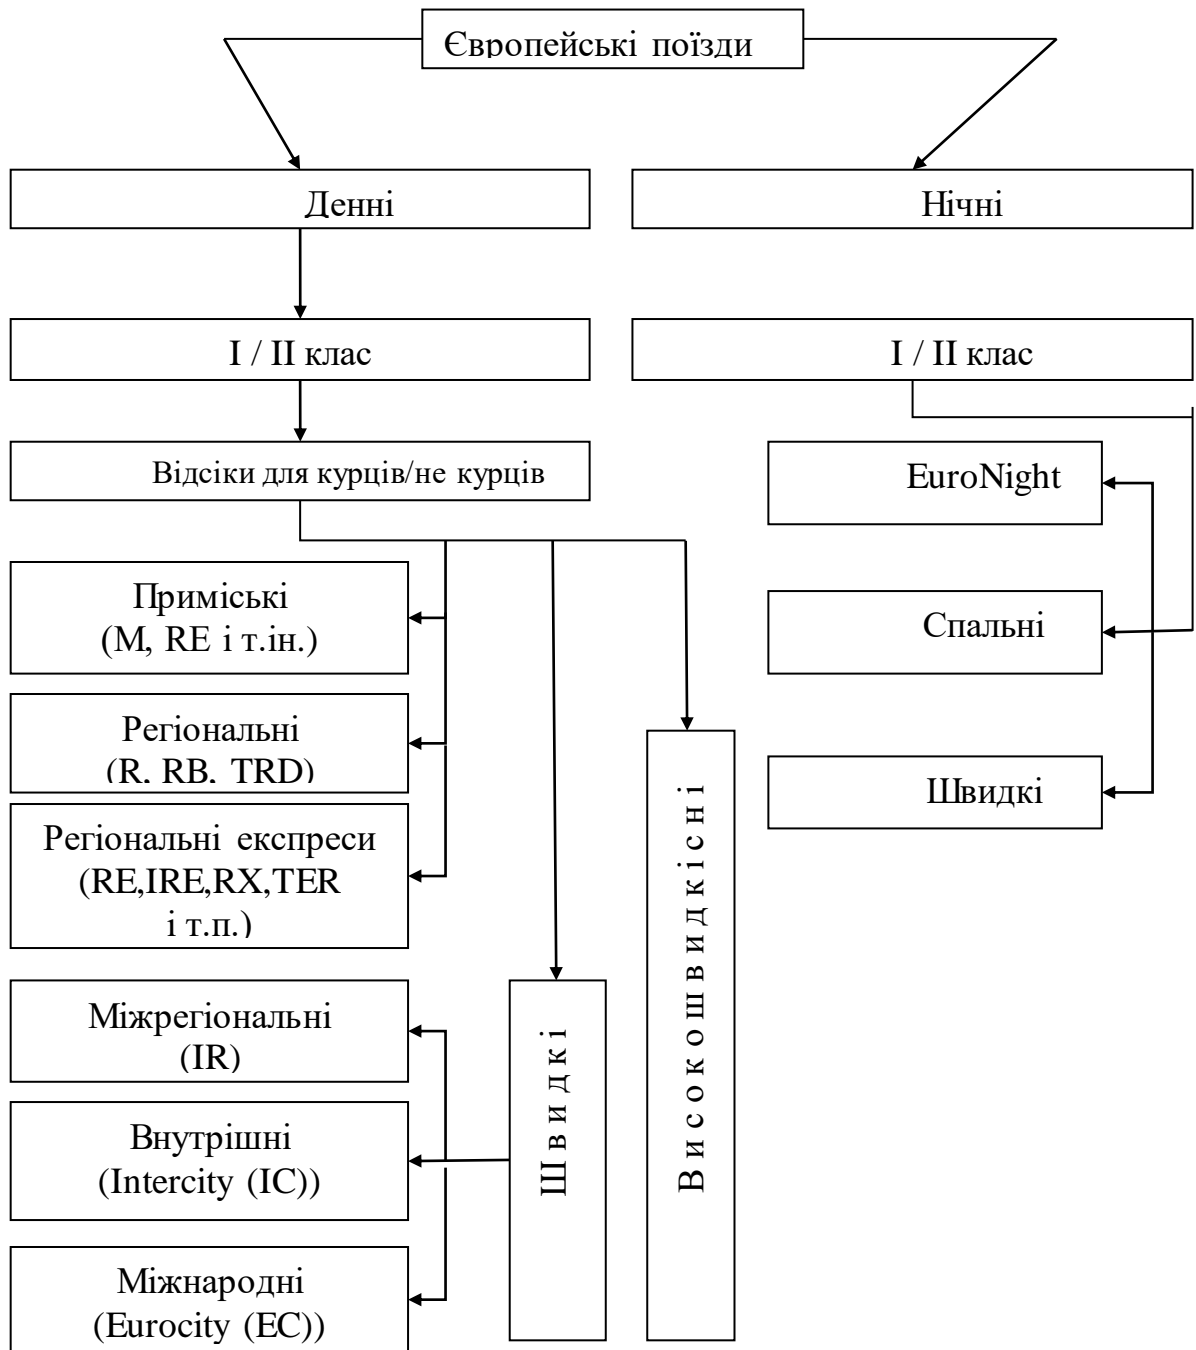 Європейські поїзди
Денні
Нічні
I / II клас
I / II клас
Відсіки для курців/не курців
EuroNight
Приміські
(M, RE і т.ін.)
Спальні
Регіональні
(R, RB, TRD)
Швидкі
Регіональні експреси
(RE,IRE,RX,TER
і т.п.)
Міжрегіональні
(IR)
Внутрішні
(Intercity (IC))
Міжнародні
(Eurocity (EC))
Швидкі
Високошвидкісні